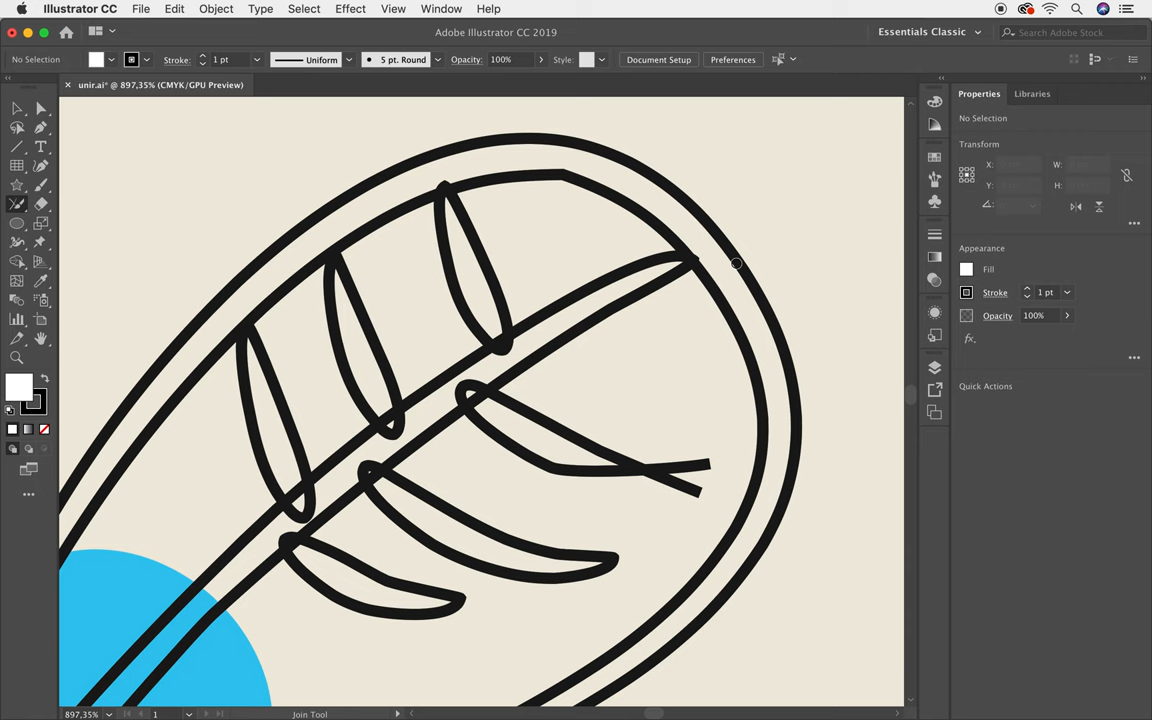 Illustrator CC File Edit Object Type Select Effect View Window Help
Adobe Illustrator CC 2019
Essentials Classic
Search Adobe Stock
No Selection Stroke: 1 pt Uniform 5 pt. Round Opacity: 100% Style: Document Setup Preferences
unir.ai* @ 897,35% (CMYK/GPU Preview)
Properties Libraries
No Selection
Transform
X: W:
Y: H:
Appearance
Fill
Stroke 1 pt
Opacity 100%
fx.
Quick Actions
897,35% 1 Join Tool